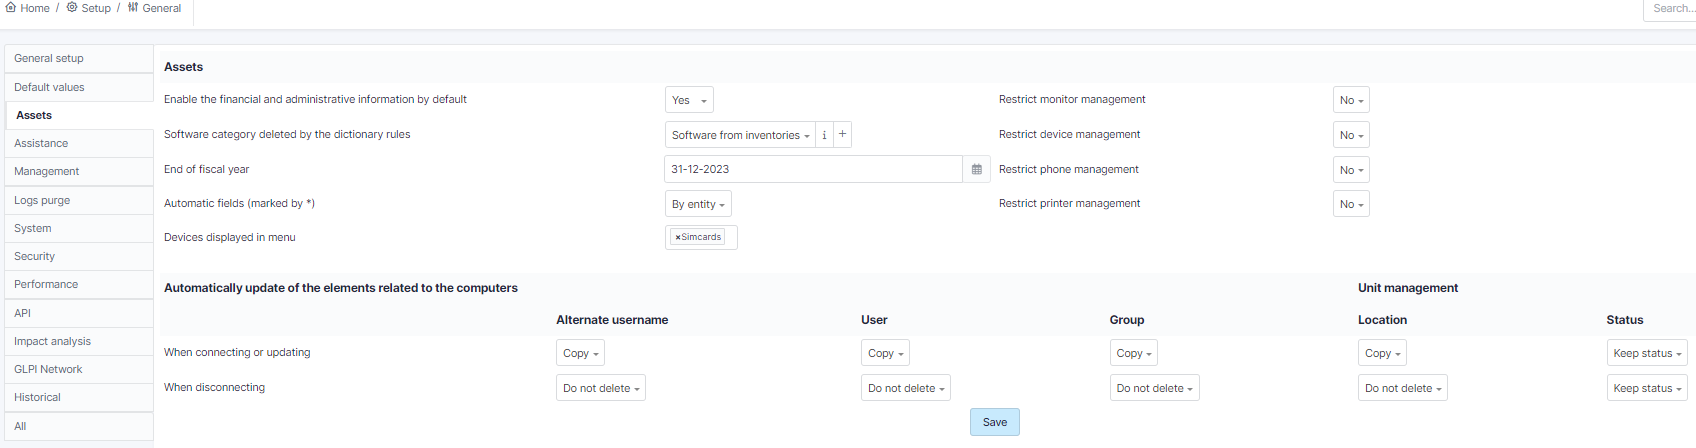 Home / Setup / General
Search...
General setup
Default values
Assets
Assistance
Management
Logs purge
System
Security
Performance
API
Impact analysis
GLPI Network
Historical
All
Assets
Enable the financial and administrative information by default Yes Restrict monitor management No
Software category deleted by the dictionary rules Software from inventories i + Restrict device management No
End of fiscal year 31-12-2023 Restrict phone management No
Automatic fields (marked by *) By entity Restrict printer management No
Devices displayed in menu ×Simcards
Automatically update of the elements related to the computers Unit management
Alternate username User Group Location Status
When connecting or updating Copy Copy Copy Copy Keep status
When disconnecting Do not delete Do not delete Do not delete Do not delete Keep status
Save